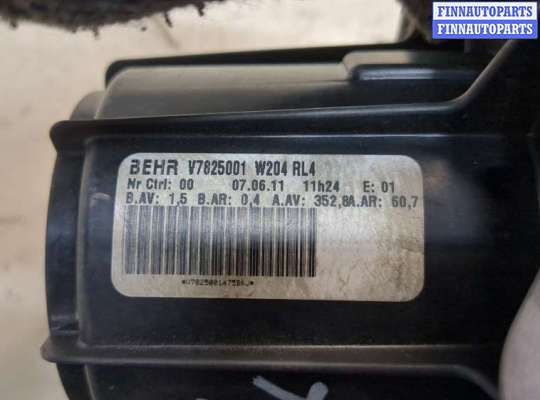 FINNAUTOPARTS
FINNAUTOPARTS
BEHR V7825001 W204 RL4
Nr Ctrl: 00 07.06.11 11h24 E: 01
B.AV: 1,5 B.AR: 0,4 A.AV: 352,8A.AR: 60,7